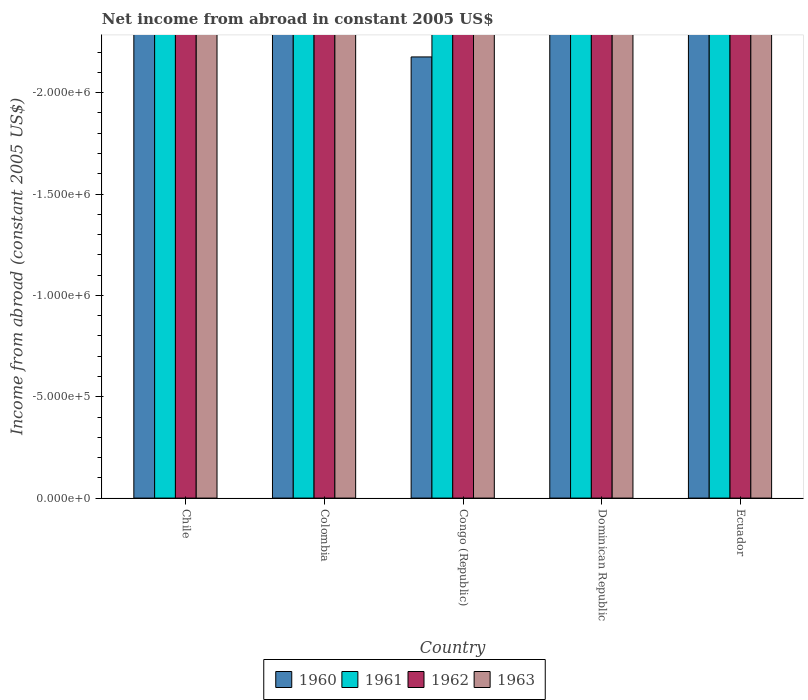 Net income from abroad in constant 2005 US$
Income from abroad (constant 2005 US$)
-2.000e+6
-1.500e+6
-1.000e+6
-5.000e+5
0.000e+0
Chile
Colombia
Congo (Republic)
Dominican Republic
Ecuador
Country
1960
1961
1962
1963